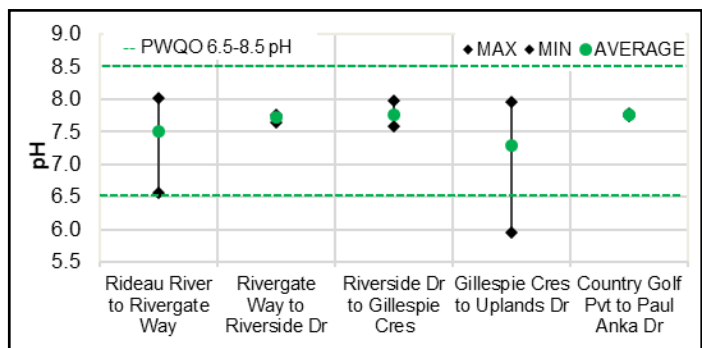 9.0
-- PWQO 6.5-8.5 pH
MAX MIN AVERAGE
8.5
8.0
7.5
7.0
6.5
6.0
5.5
pH
Rideau River
to Rivergate
Way
Rivergate
Way to
Riverside Dr
Riverside Dr
to Gillespie
Cres
Gillespie Cres
to Uplands Dr
Country Golf
Pvt to Paul
Anka Dr